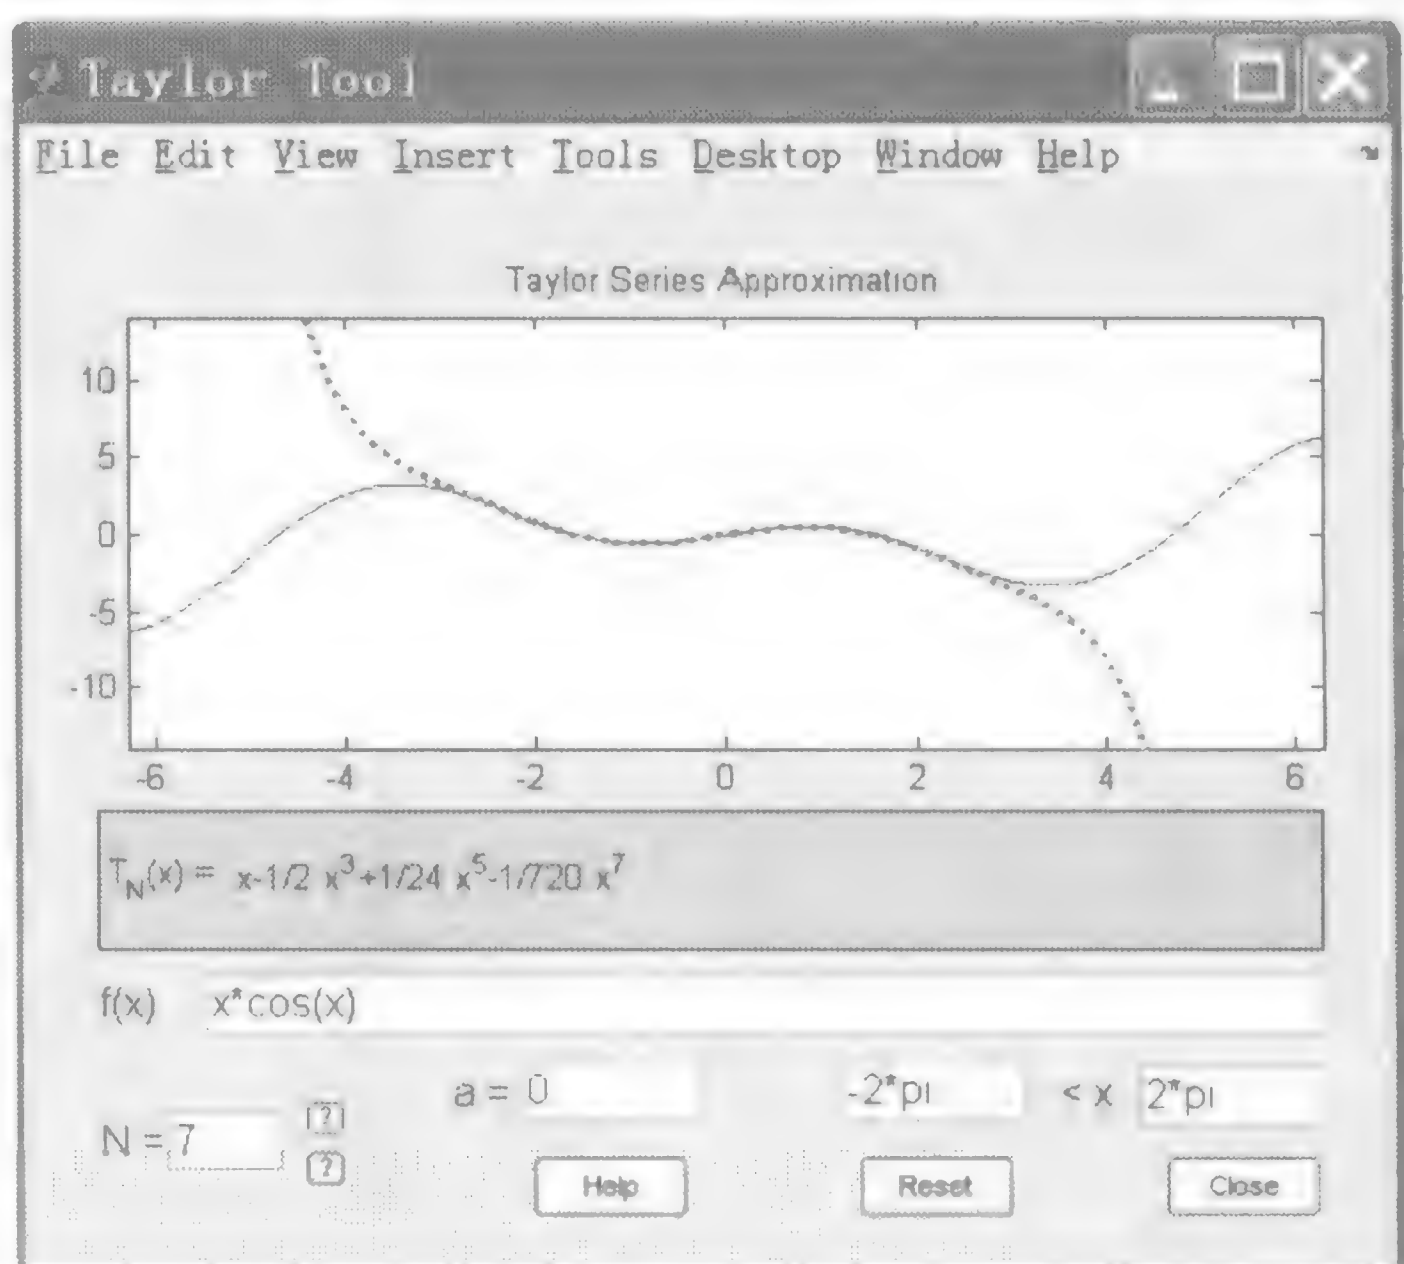 Taylor Tool
File Edit View Insert Tools Desktop Window Help
Taylor Series Approximation
10
5
0
-5
-10
-6 -4 -2 0 2 4 6
T_N(x) = x-1/2 x^3+1/24 x^5-1/720 x^7
f(x) x*cos(x)
N = 7 [?] a = 0 -2*pi < x 2*pi
[?] Help Reset Close